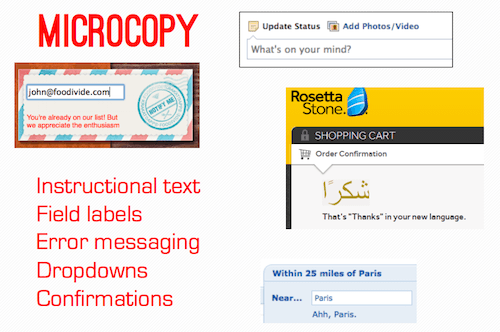 MICROCOPY
john@foodivide.com
You're already on our list! But
we appreciate the enthusiasm
NOTIFY ME
Instructional text
Field labels
Error messaging
Dropdowns
Confirmations
Update Status Add Photos/Video
What's on your mind?
Rosetta
Stone.
SHOPPING CART
Order Confirmation
شكرًا
That's "Thanks" in your new language.
Within 25 miles of Paris
Near... Paris
Ahh, Paris.